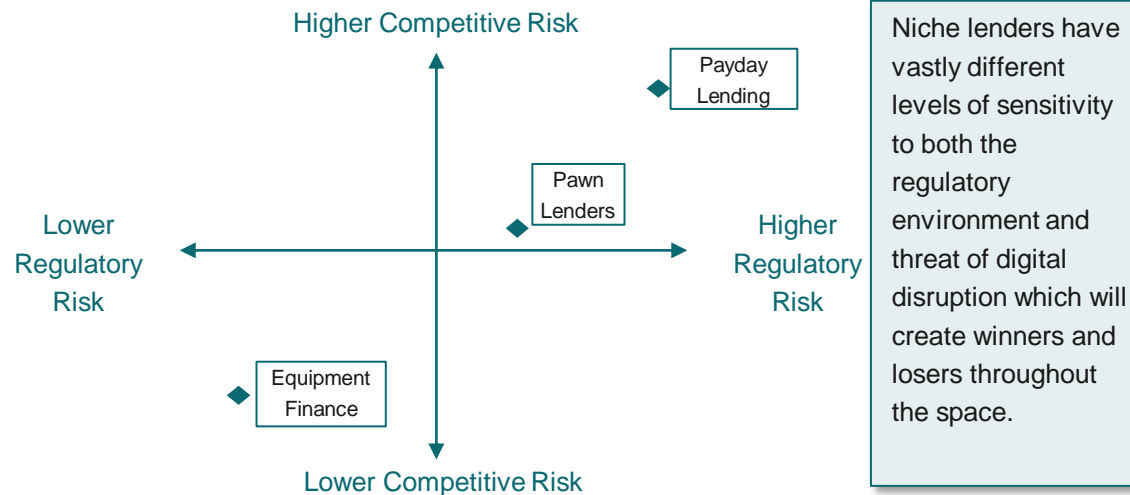 Higher Competitive Risk
Payday
Lending
Pawn
Lenders
Lower
Regulatory
Risk
Higher
Regulatory
Risk
Equipment
Finance
Lower Competitive Risk
Niche lenders have
vastly different
levels of sensitivity
to both the
regulatory
environment and
threat of digital
disruption which will
create winners and
losers throughout
the space.